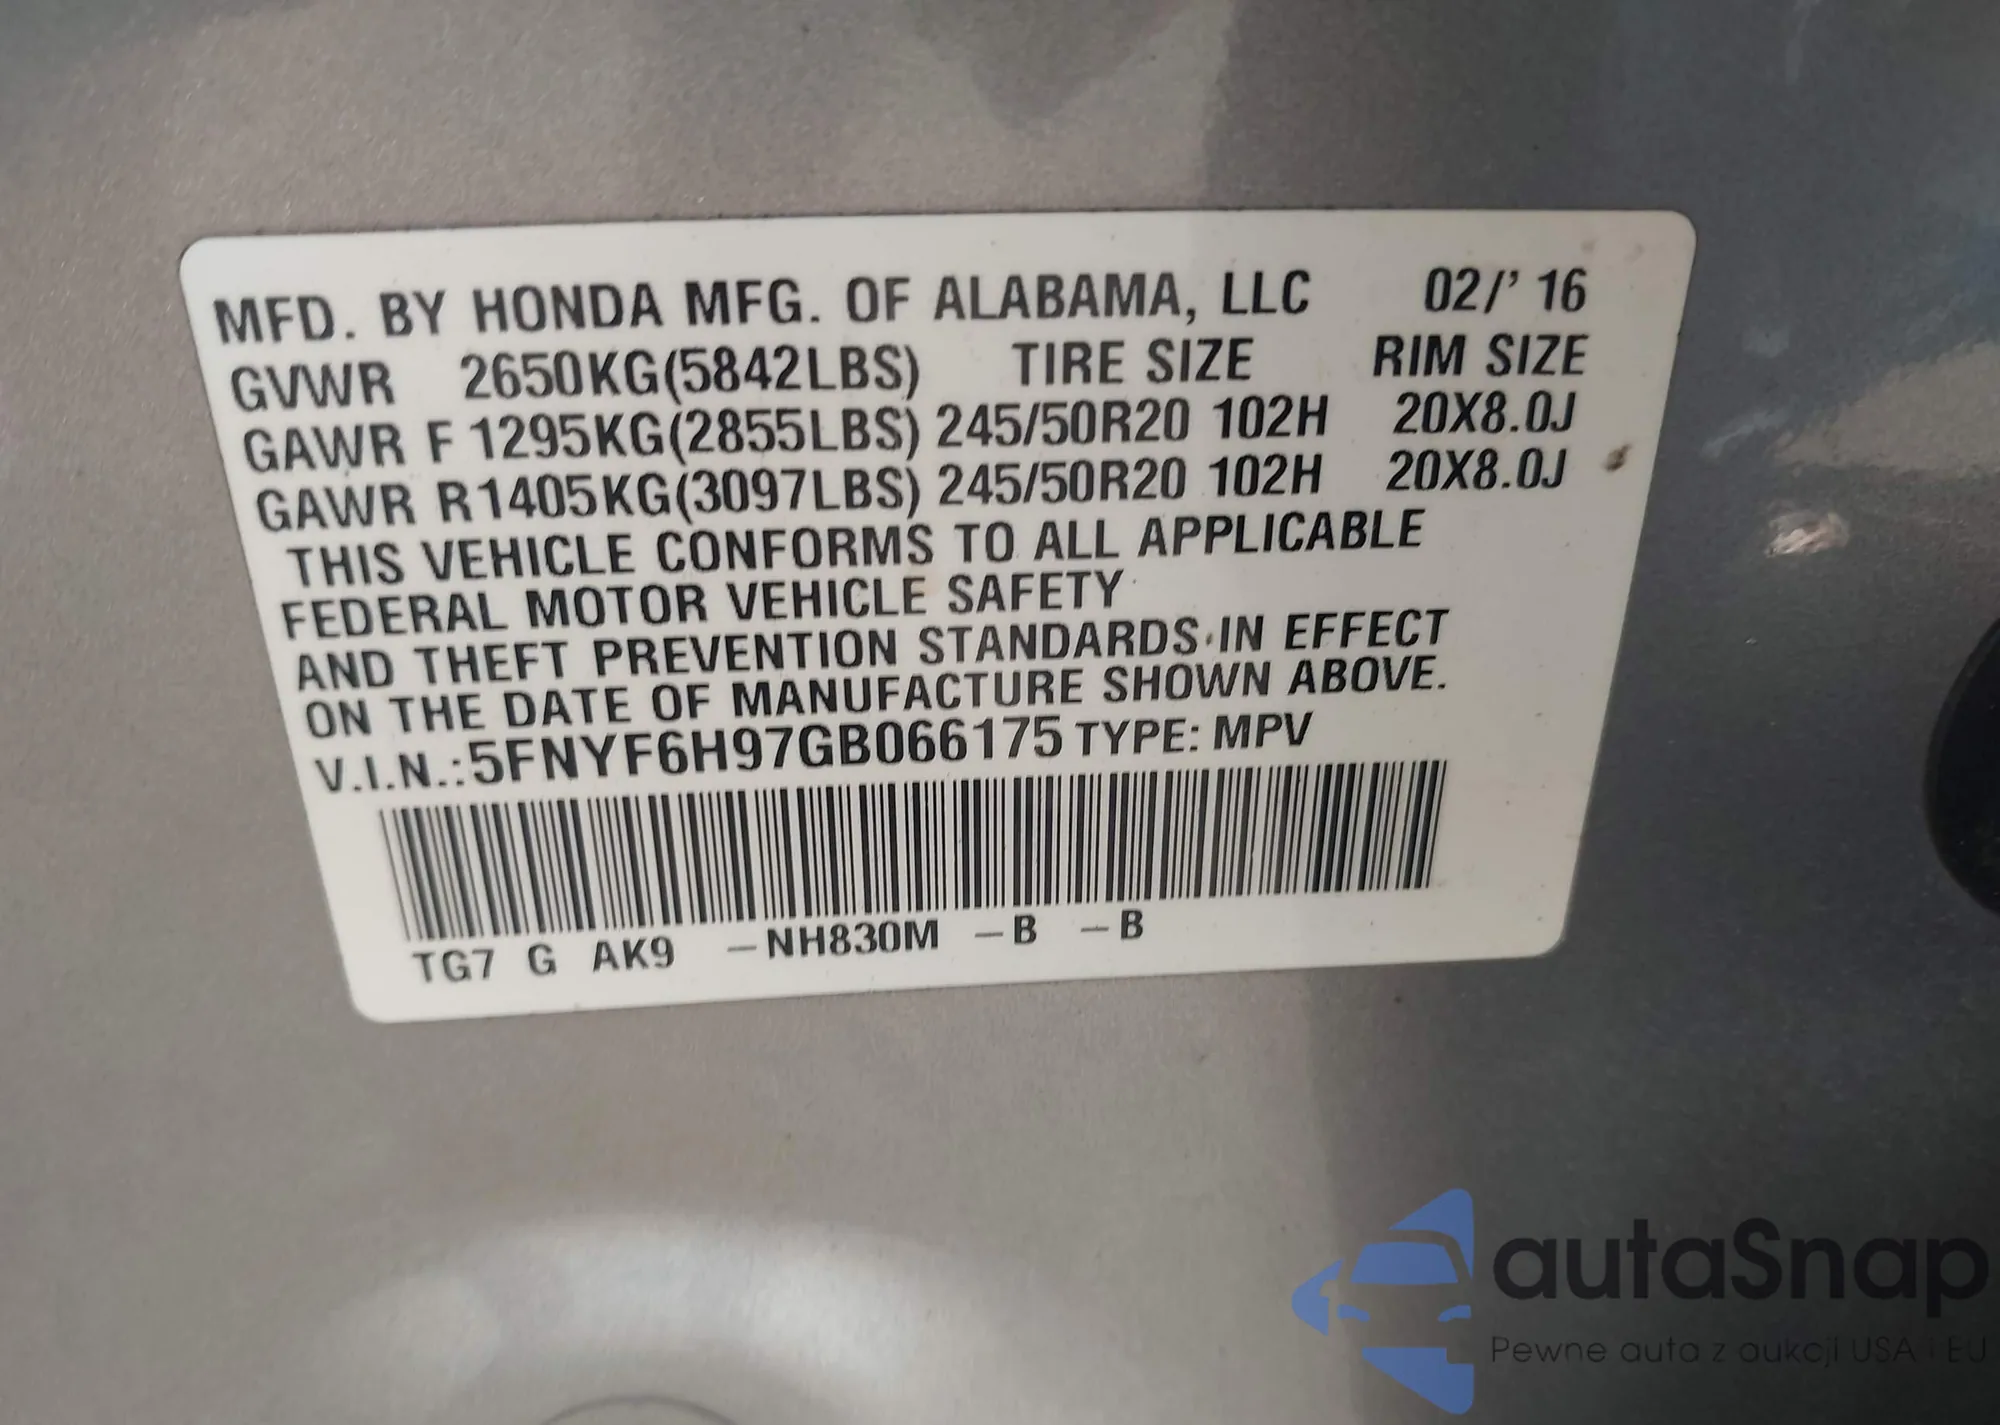 MFD. BY HONDA MFG. OF ALABAMA, LLC 02/' 16
GVWR 2650KG(5842LBS) TIRE SIZE RIM SIZE
GAWR F 1295KG(2855LBS) 245/50R20 102H 20X8.0J
GAWR R 1405KG(3097LBS) 245/50R20 102H 20X8.0J
THIS VEHICLE CONFORMS TO ALL APPLICABLE
FEDERAL MOTOR VEHICLE SAFETY
AND THEFT PREVENTION STANDARDS IN EFFECT
ON THE DATE OF MANUFACTURE SHOWN ABOVE.
V.I.N.:5FNYF6H97GB066175 TYPE: MPV
TG7 G AK9 -NH830M -B -B
autaSnap
Pewne auta z aukcji USA i EU